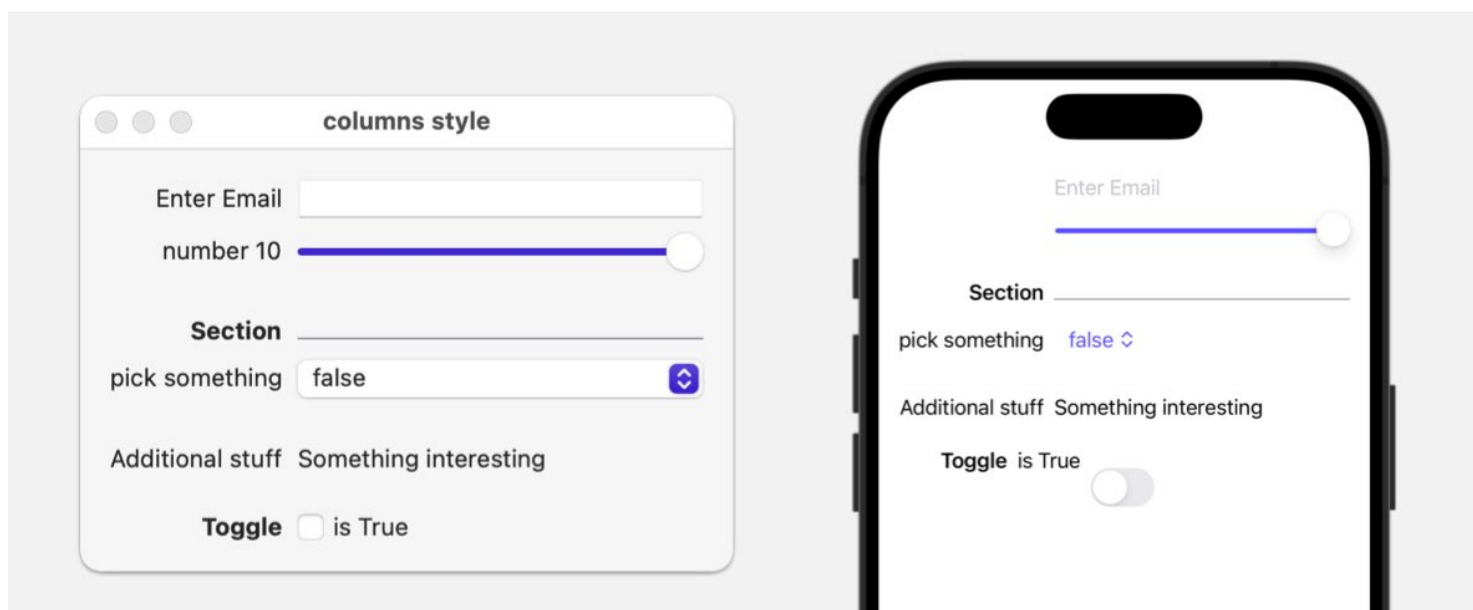 columns style
Enter Email
number 10
Section
pick something false
Additional stuff Something interesting
Toggle is True
Enter Email
Section
pick something false
Additional stuff Something interesting
Toggle is True